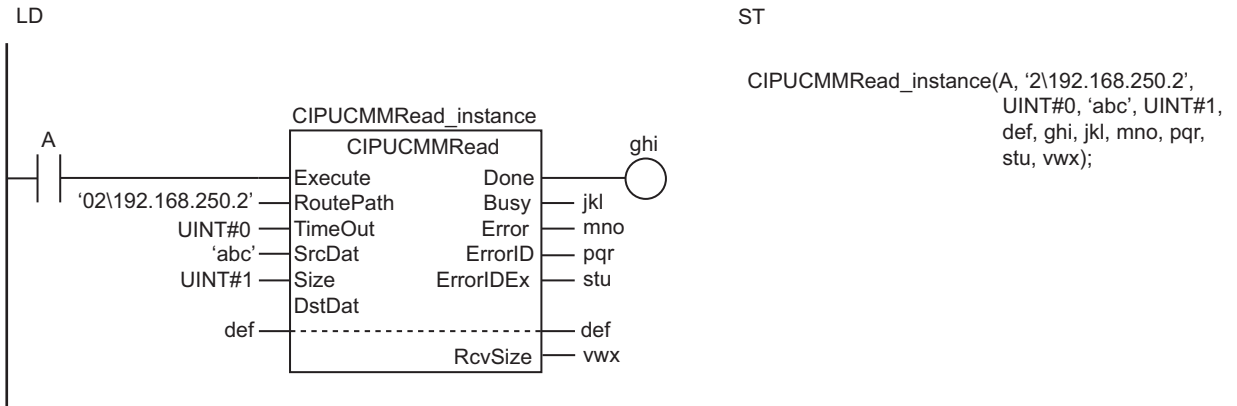 LD
ST
CIPUCMMRead_instance(A, ‘2\192.168.250.2’,
UINT#0, ‘abc’, UINT#1,
def, ghi, jkl, mno, pqr,
stu, vwx);
CIPUCMMRead_instance
A
CIPUCMMRead
ghi
Execute Done
‘02\192.168.250.2’ RoutePath Busy jkl
UINT#0 TimeOut Error mno
‘abc’ SrcDat ErrorID pqr
UINT#1 Size ErrorIDEx stu
DstDat
def def
RcvSize vwx